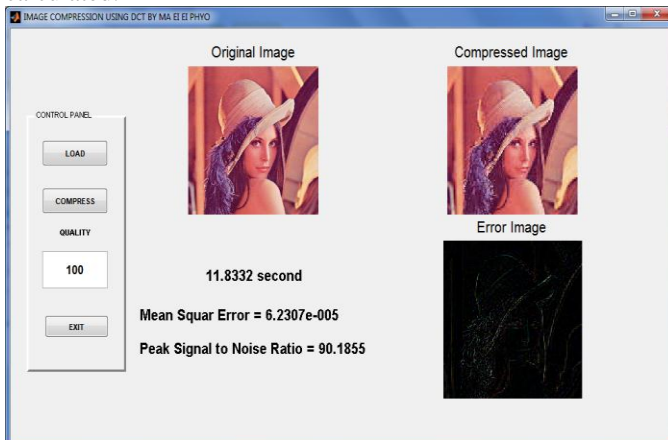 IMAGE COMPRESSION USING DCT BY MA EI EI PHYO
Original Image
Compressed Image
CONTROL PANEL
LOAD
COMPRESS
QUALITY
100
EXIT
Error Image
11.8332 second
Mean Squar Error = 6.2307e-005
Peak Signal to Noise Ratio = 90.1855